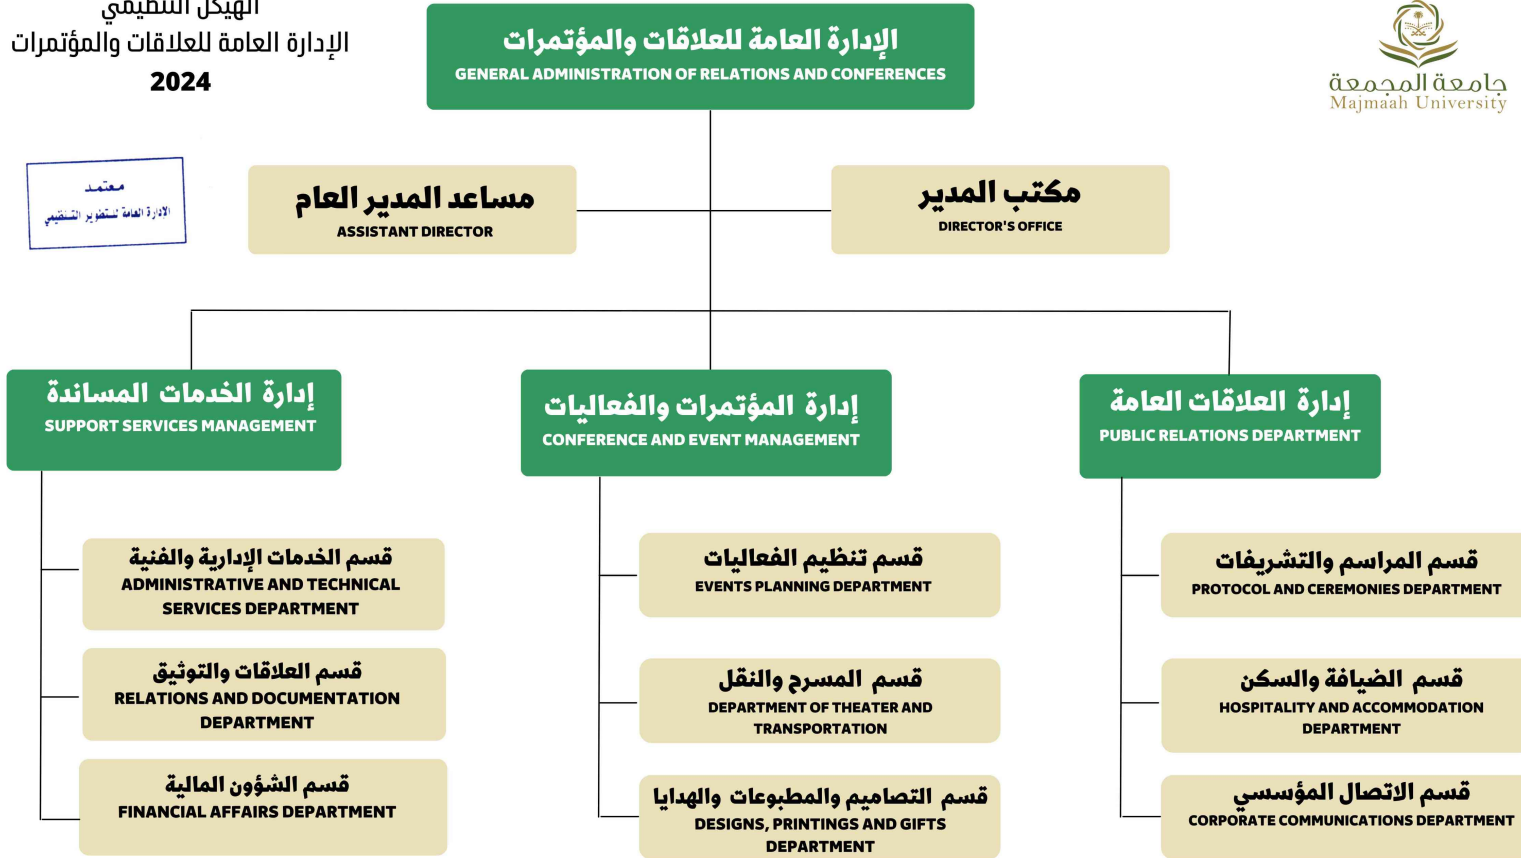 الهيكل التنظيمي
الإدارة العامة للعلاقات والمؤتمرات
2024
الإدارة العامة للعلاقات والمؤتمرات
GENERAL ADMINISTRATION OF RELATIONS AND CONFERENCES
جامعة المجمعة
Majmaah University
معتمد
الإدارة العامة للتطوير التنظيمي
مساعد المدير العام
ASSISTANT DIRECTOR
مكتب المدير
DIRECTOR'S OFFICE
إدارة الخدمات المساندة
SUPPORT SERVICES MANAGEMENT
إدارة المؤتمرات والفعاليات
CONFERENCE AND EVENT MANAGEMENT
إدارة العلاقات العامة
PUBLIC RELATIONS DEPARTMENT
قسم الخدمات الإدارية والفنية
ADMINISTRATIVE AND TECHNICAL
SERVICES DEPARTMENT
قسم العلاقات والتوثيق
RELATIONS AND DOCUMENTATION
DEPARTMENT
قسم الشؤون المالية
FINANCIAL AFFAIRS DEPARTMENT
قسم تنظيم الفعاليات
EVENTS PLANNING DEPARTMENT
قسم المسرح والنقل
DEPARTMENT OF THEATER AND
TRANSPORTATION
قسم التصاميم والمطبوعات والهدايا
DESIGNS, PRINTINGS AND GIFTS
DEPARTMENT
قسم المراسم والتشريفات
PROTOCOL AND CEREMONIES DEPARTMENT
قسم الضيافة والسكن
HOSPITALITY AND ACCOMMODATION
DEPARTMENT
قسم الاتصال المؤسسي
CORPORATE COMMUNICATIONS DEPARTMENT